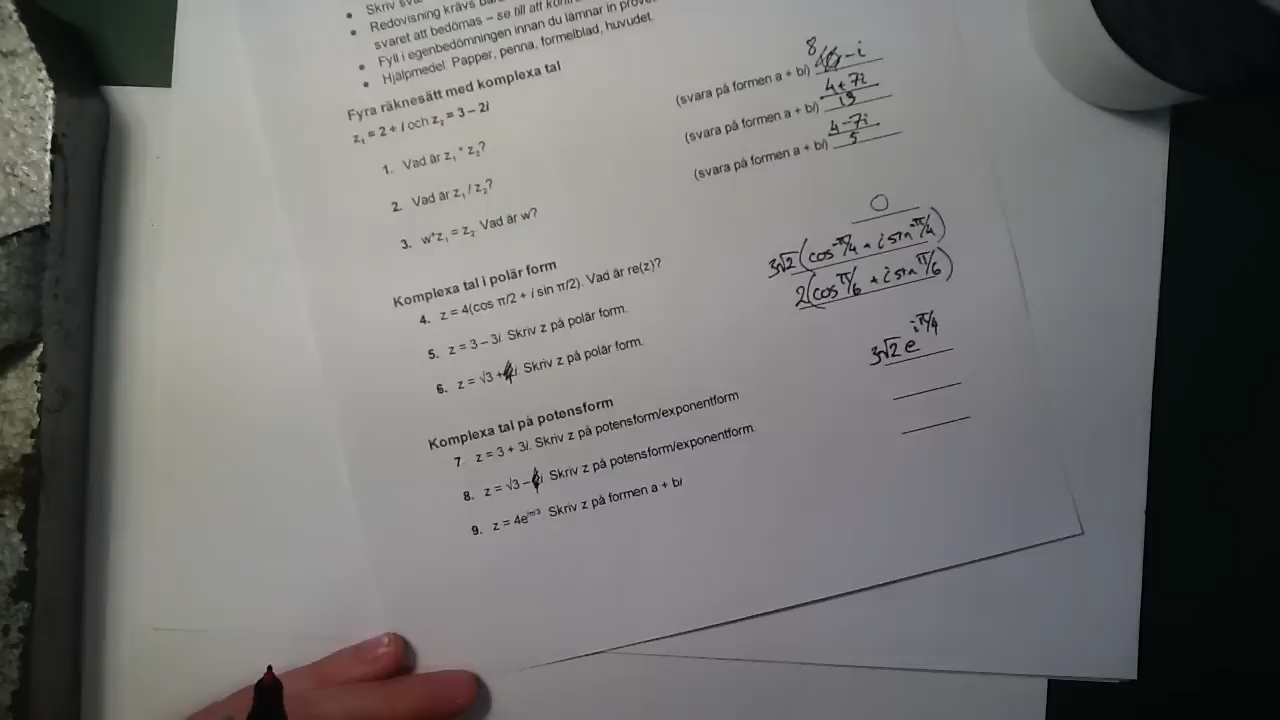 Skriv
Redovisning krävs
svaret att bedömas – se till att
Fyll i egenbedömningen innan du lämnar in
Hjälpmedel: Papper, penna, formelblad, huvudet.
Fyra räknesätt med komplexa tal
z₁ = 2 + i och z₂ = 3 – 2i
1. Vad är z₁ * z₂? (svara på formen a + bi) 8 – i
2. Vad är z₁ / z₂? (svara på formen a + bi) 4+7i / 13
3. w*z₁ = z₂. Vad är w? (svara på formen a + bi) 4-7i / 5
Komplexa tal i polär form
4. z = 4(cos π/2 + i sin π/2). Vad är re(z)? 0
5. z = 3 – 3i. Skriv z på polär form. 3√2(cos -π/4 + i sin -π/4)
6. z = √3 + i. Skriv z på polär form. 2(cos π/6 + i sin π/6)
Komplexa tal på potensform
7. z = 3 + 3i. Skriv z på potensform/exponentform 3√2 e^iπ/4
8. z = √3 – i. Skriv z på potensform/exponentform.
9. z = 4e^iπ/3. Skriv z på formen a + bi